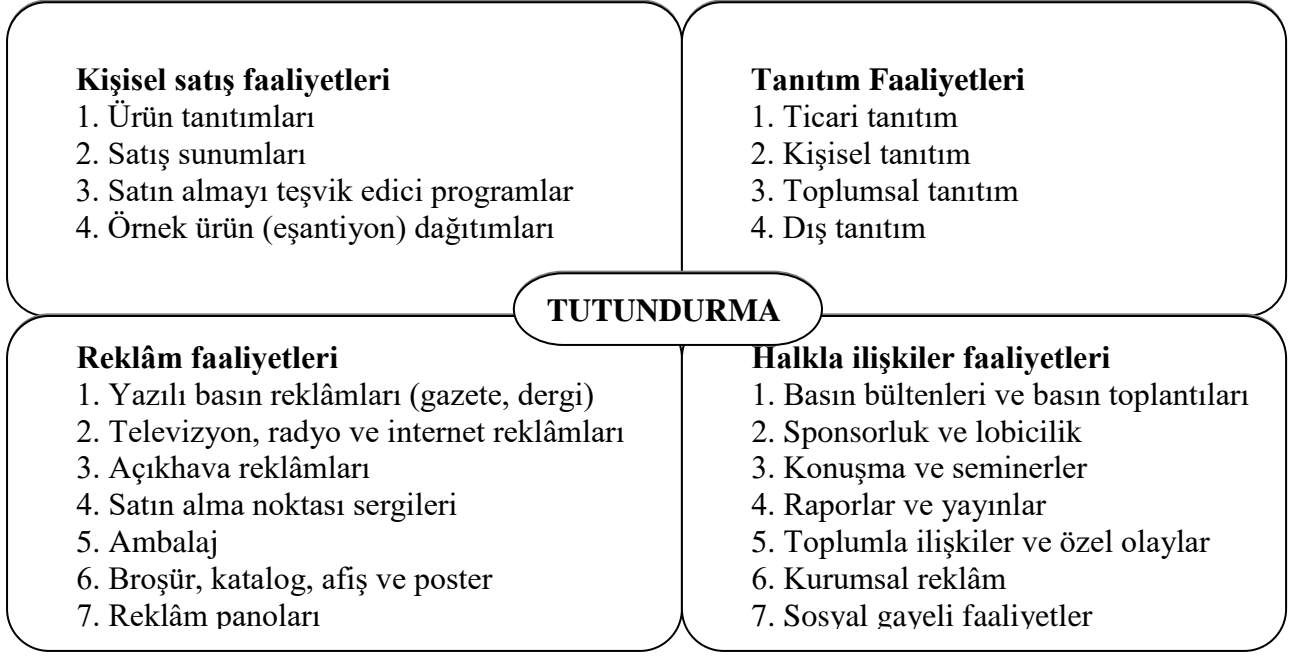 Kişisel satış faaliyetleri
1. Ürün tanıtımları
2. Satış sunumları
3. Satın almayı teşvik edici programlar
4. Örnek ürün (eşantiyon) dağıtımları
Tanıtım Faaliyetleri
1. Ticari tanıtım
2. Kişisel tanıtım
3. Toplumsal tanıtım
4. Dış tanıtım
TUTUNDURMA
Reklâm faaliyetleri
1. Yazılı basın reklâmları (gazete, dergi)
2. Televizyon, radyo ve internet reklâmları
3. Açıkhava reklâmları
4. Satın alma noktası sergileri
5. Ambalaj
6. Broşür, katalog, afiş ve poster
7. Reklâm panoları
Halkla ilişkiler faaliyetleri
1. Basın bültenleri ve basın toplantıları
2. Sponsorluk ve lobicilik
3. Konuşma ve seminerler
4. Raporlar ve yayınlar
5. Toplumla ilişkiler ve özel olaylar
6. Kurumsal reklâm
7. Sosyal gayeli faaliyetler